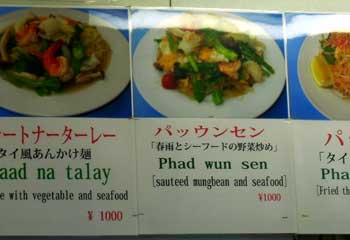 ートナーターレー
タイ風あんかけ麺
aad na talay
e with vegetable and seafood
¥ 1000
パッウンセン
「春雨とシーフードの野菜炒め」
Phad wun sen
[sauteed mungbean and seafood]
¥1000
パ
「タイ
Pha
[Fried th